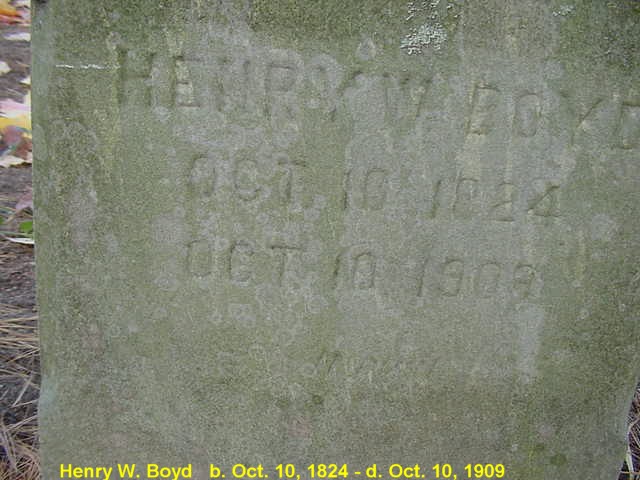 HENRY W. BOYD
OCT. 10, 1824
OCT. 10, 1909
Henry W. Boyd b. Oct. 10, 1824 - d. Oct. 10, 1909